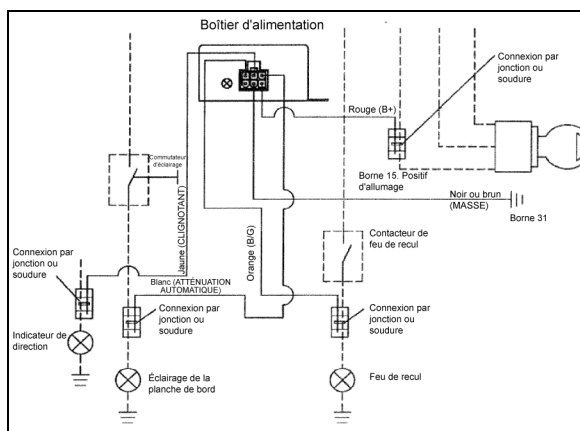 Boîtier d'alimentation
Connexion par
jonction ou
soudure
Rouge (B+)
Borne 15. Positif
d'allumage
Commutateur
d'éclairage
Noir ou brun
(MASSE)
Borne 31
Jaune (CLIGNOTANT)
Orange (B/G)
Contacteur de
feu de recul
Connexion par
jonction ou
soudure
Blanc (ATTÉNUATION
AUTOMATIQUE)
Connexion par
jonction ou
soudure
Connexion par
jonction ou
soudure
Indicateur de
direction
Éclairage de la
planche de bord
Feu de recul